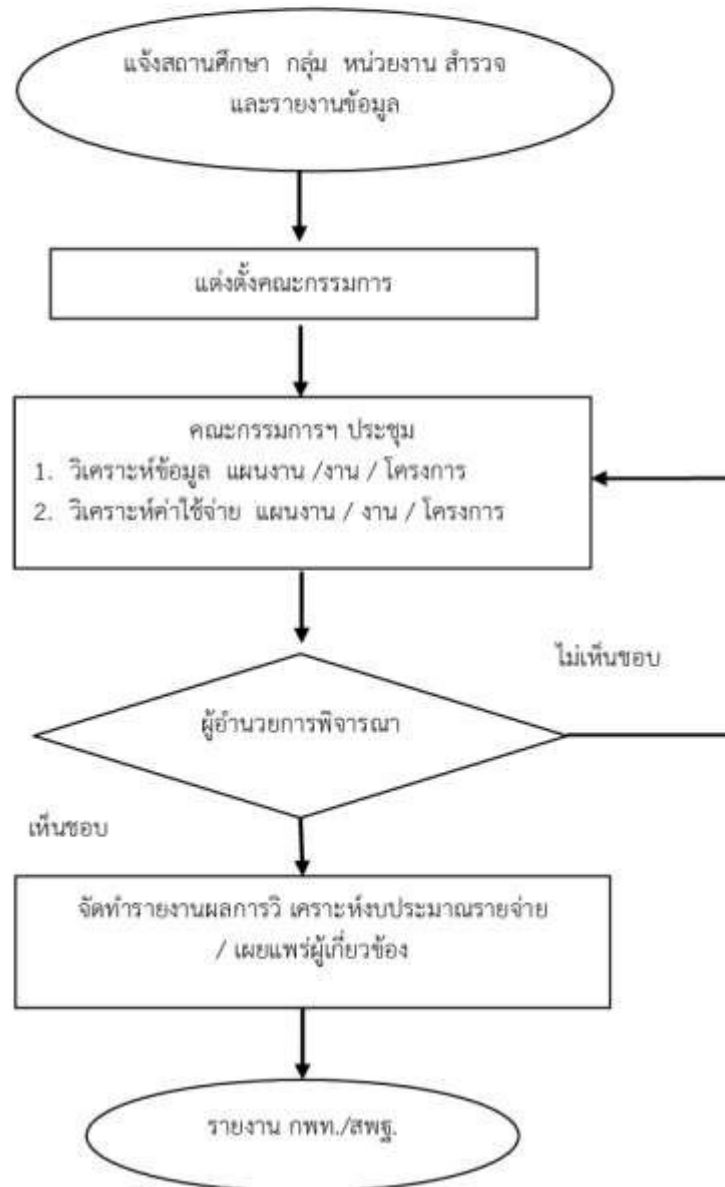 แจ้งสถานศึกษา กลุ่ม หน่วยงาน สำรวจ
และรายงานข้อมูล
แต่งตั้งคณะกรรมการ
คณะกรรมการฯ ประชุม
1. วิเคราะห์ข้อมูล แผนงาน /งาน / โครงการ
2. วิเคราะห์ค่าใช้จ่าย แผนงาน / งาน / โครงการ
ไม่เห็นชอบ
ผู้อำนวยการพิจารณา
เห็นชอบ
จัดทำรายงานผลการวิ เคราะห์งบประมาณรายจ่าย
/ เผยแพร่ผู้เกี่ยวข้อง
รายงาน กพท./สพฐ.